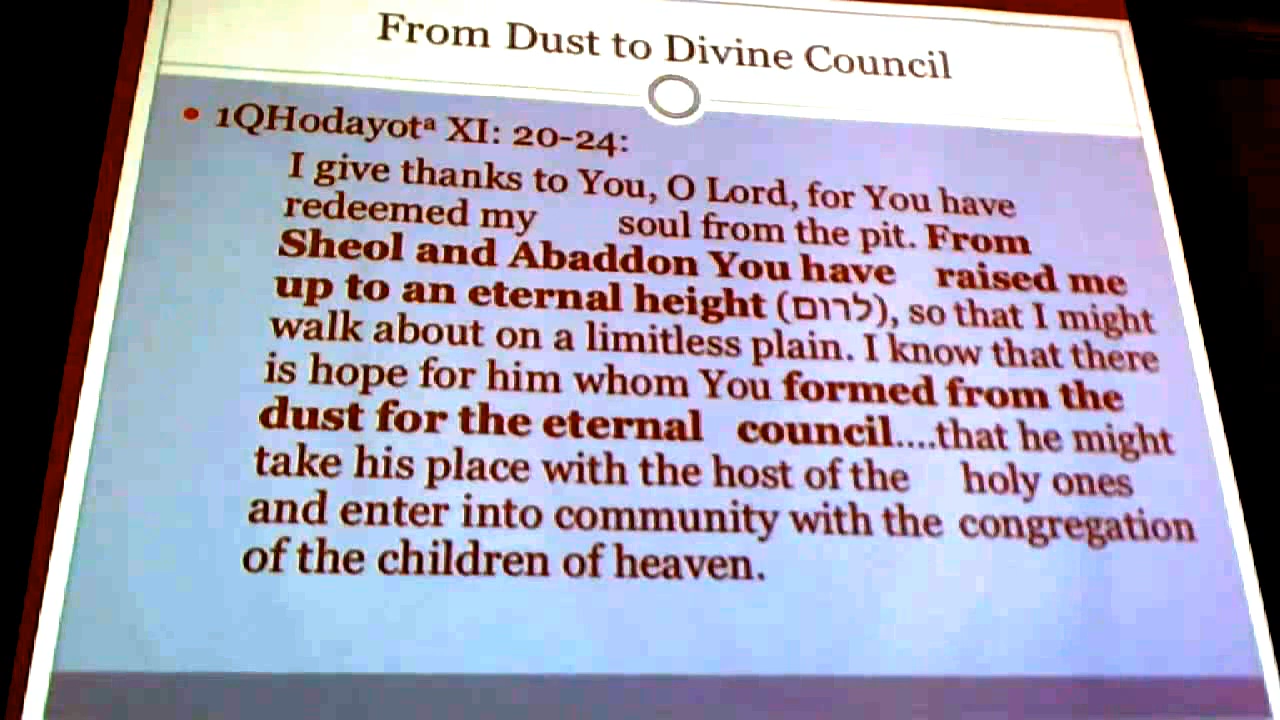 From Dust to Divine Council
• 1QHodayotᵃ XI: 20-24:
I give thanks to You, O Lord, for You have
redeemed my soul from the pit. From
Sheol and Abaddon You have raised me
up to an eternal height (לרום), so that I might
walk about on a limitless plain. I know that there
is hope for him whom You formed from the
dust for the eternal council....that he might
take his place with the host of the holy ones
and enter into community with the congregation
of the children of heaven.